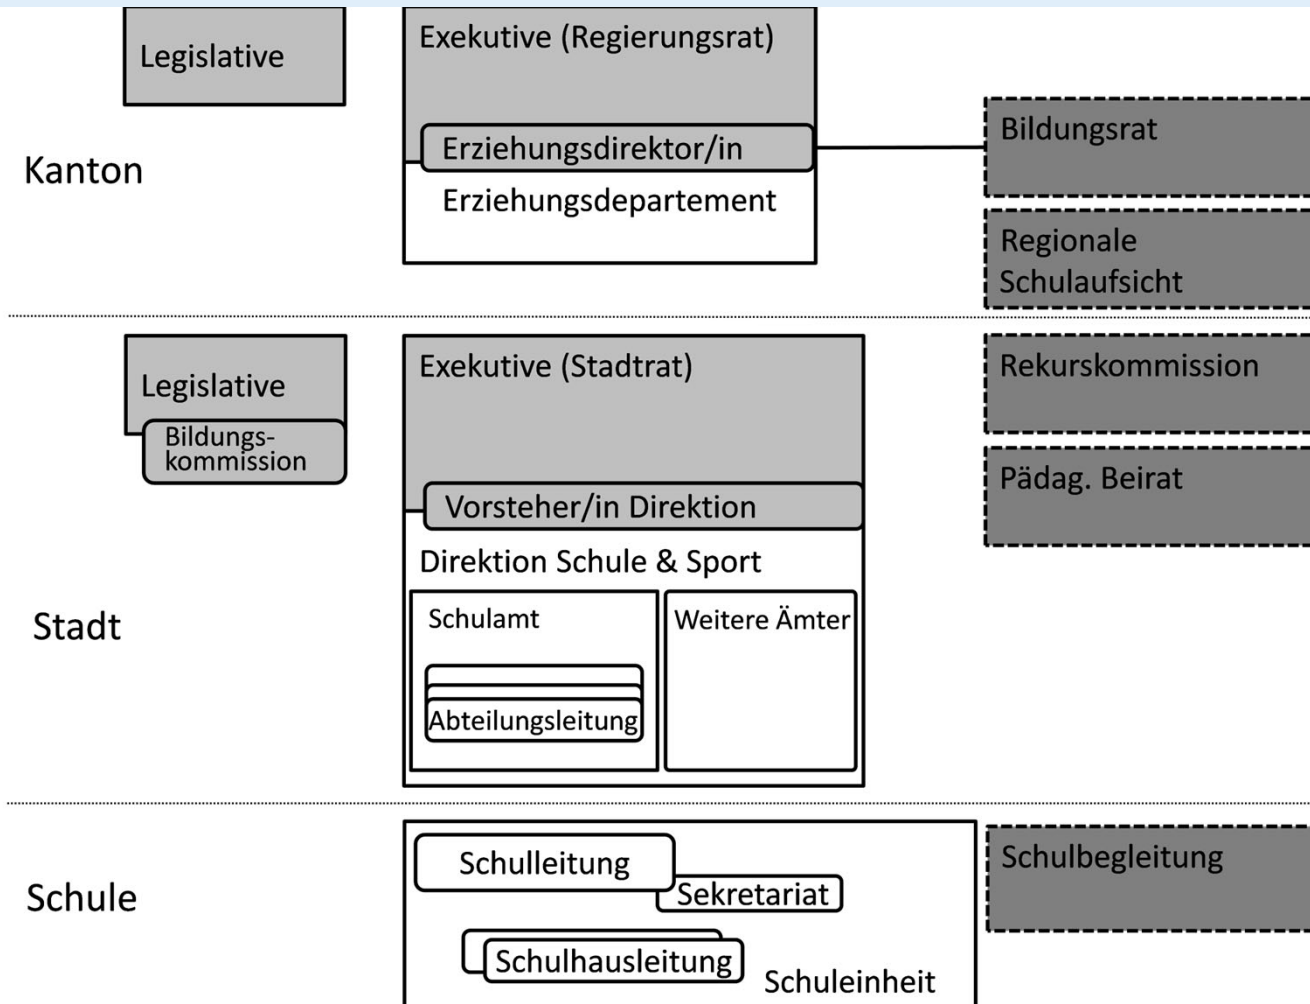 Legislative
Exekutive (Regierungsrat)
Kanton
Erziehungsdirektor/in
Erziehungsdepartement
Bildungsrat
Regionale
Schulaufsicht
Legislative
Bildungs-
kommission
Exekutive (Stadtrat)
Vorsteher/in Direktion
Direktion Schule & Sport
Stadt
Schulamt
Abteilungsleitung
Weitere Ämter
Rekurskommission
Pädag. Beirat
Schule
Schulleitung
Sekretariat
Schulhausleitung
Schuleinheit
Schulbegleitung